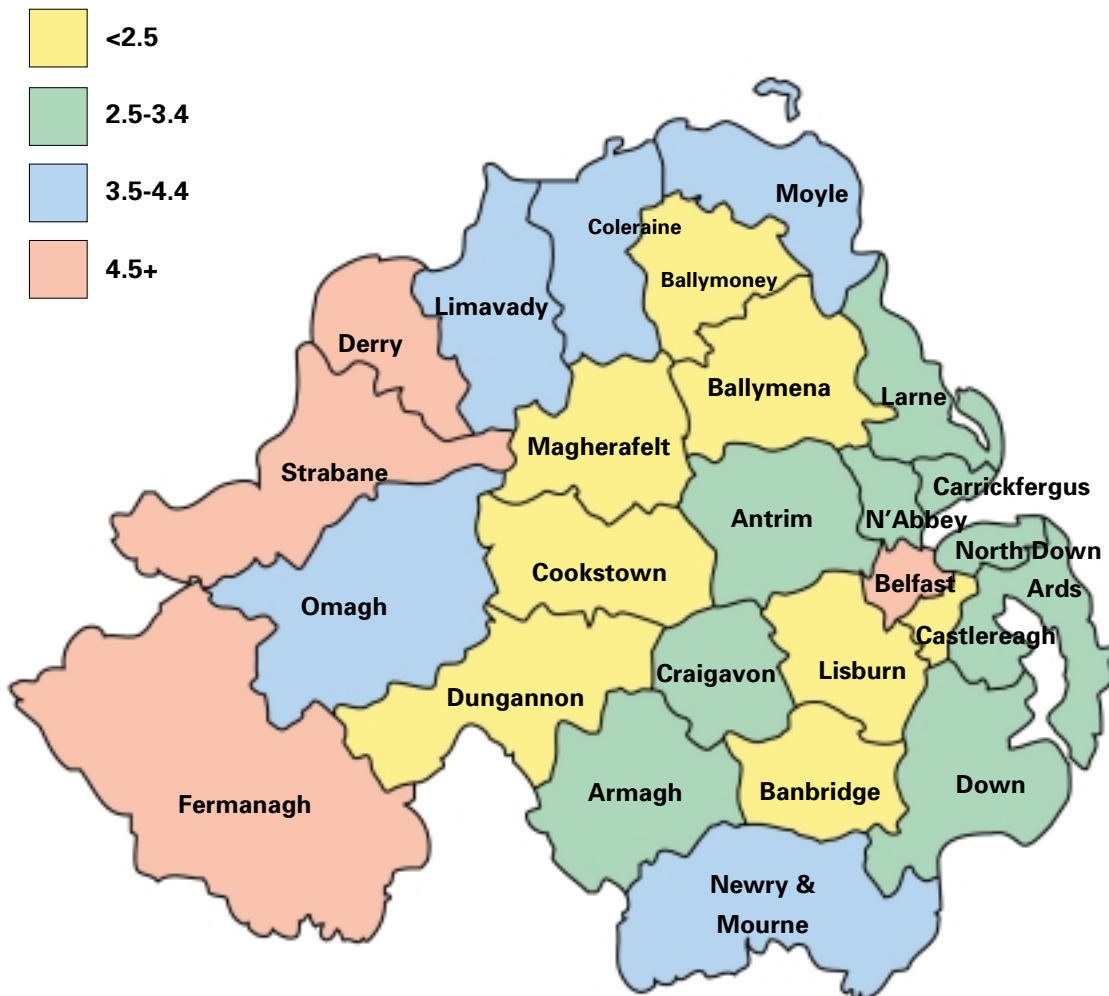 <2.5
2.5-3.4
3.5-4.4
4.5+
Moyle
Coleraine
Ballymoney
Limavady
Derry
Ballymena
Larne
Magherafelt
Strabane
Carrickfergus
Antrim
N'Abbey
North Down
Cookstown
Belfast
Ards
Omagh
Castlereagh
Craigavon
Lisburn
Dungannon
Armagh
Banbridge
Down
Fermanagh
Newry &
Mourne